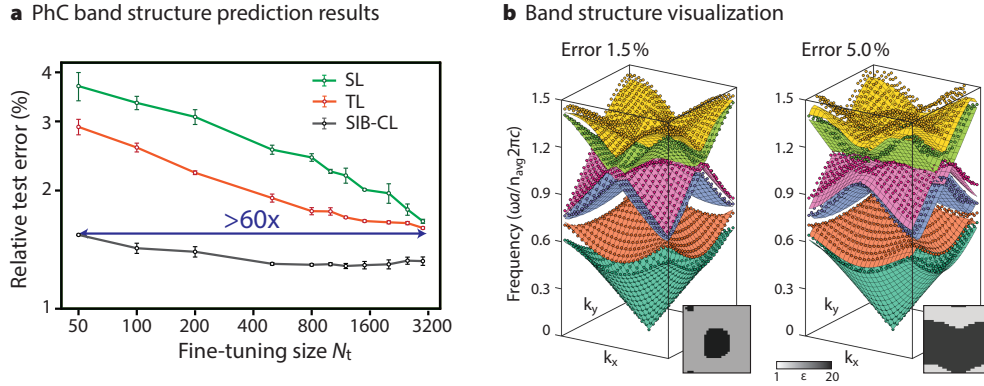 a PhC band structure prediction results
Relative test error (%)
4
3
2
1
SL
TL
SIB-CL
>60x
50 100 200 400 800 1600 3200
Fine-tuning size Nt
b Band structure visualization
Error 1.5 %
Error 5.0 %
Frequency (ωa/navg2πc)
1.5
1.2
0.9
0.6
0.3
0
ky
kx
1.5
1.2
0.9
0.6
0.3
0
ky
kx
1 ε 20